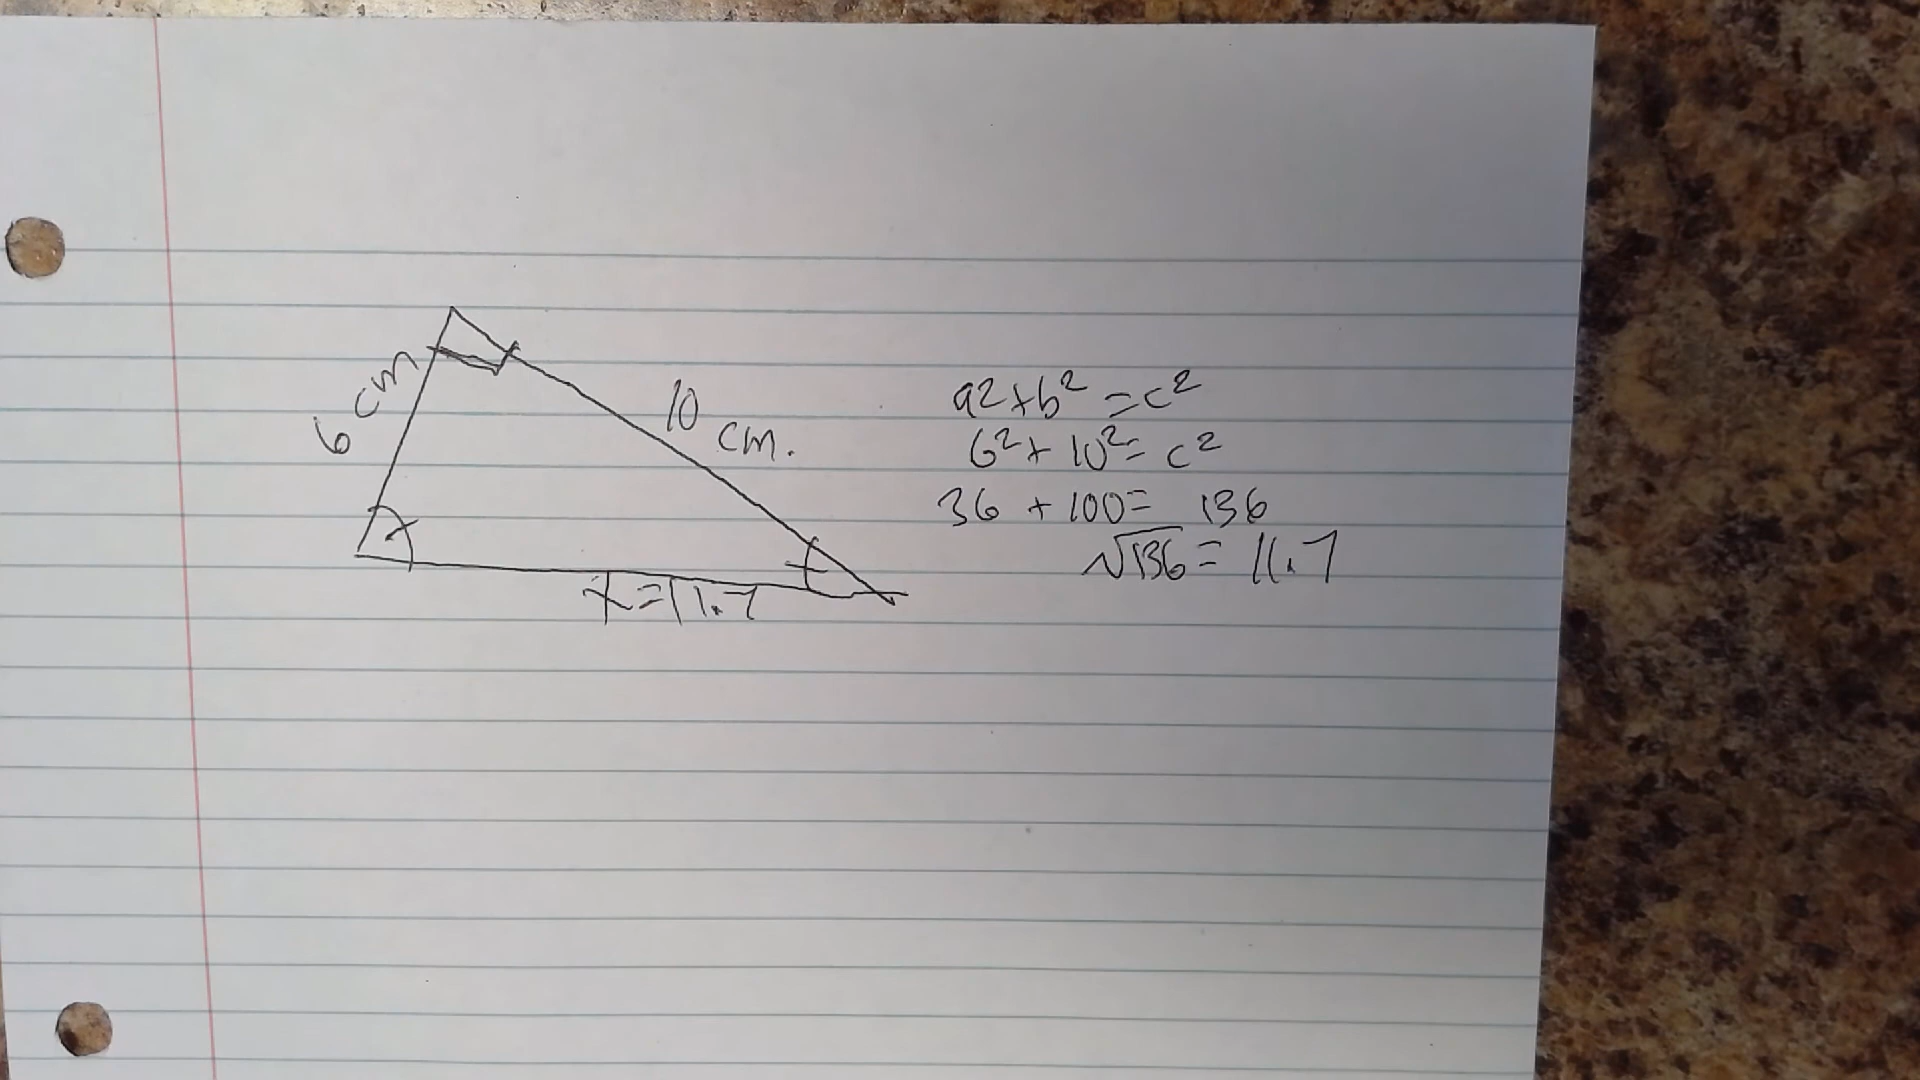 6 cm
10 cm.
x=11.7
a2+b²=c²
6²+10²=c²
36+100=136
√136=11.7